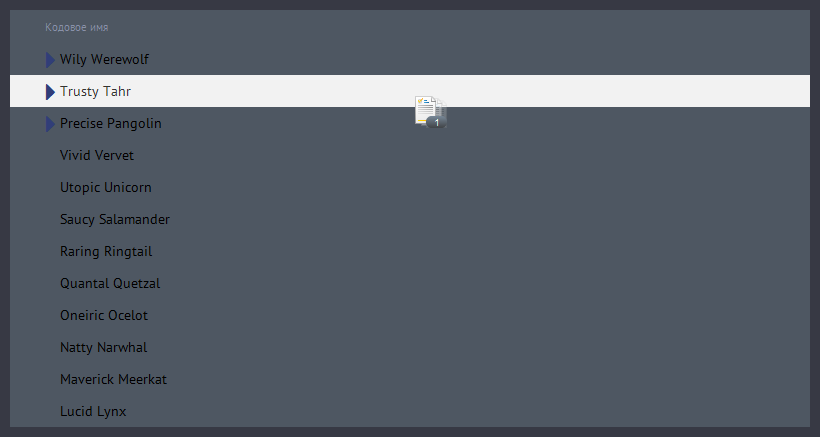 Кодовое имя
Wily Werewolf
Trusty Tahr
1
Precise Pangolin
Vivid Vervet
Utopic Unicorn
Saucy Salamander
Raring Ringtail
Quantal Quetzal
Oneiric Ocelot
Natty Narwhal
Maverick Meerkat
Lucid Lynx